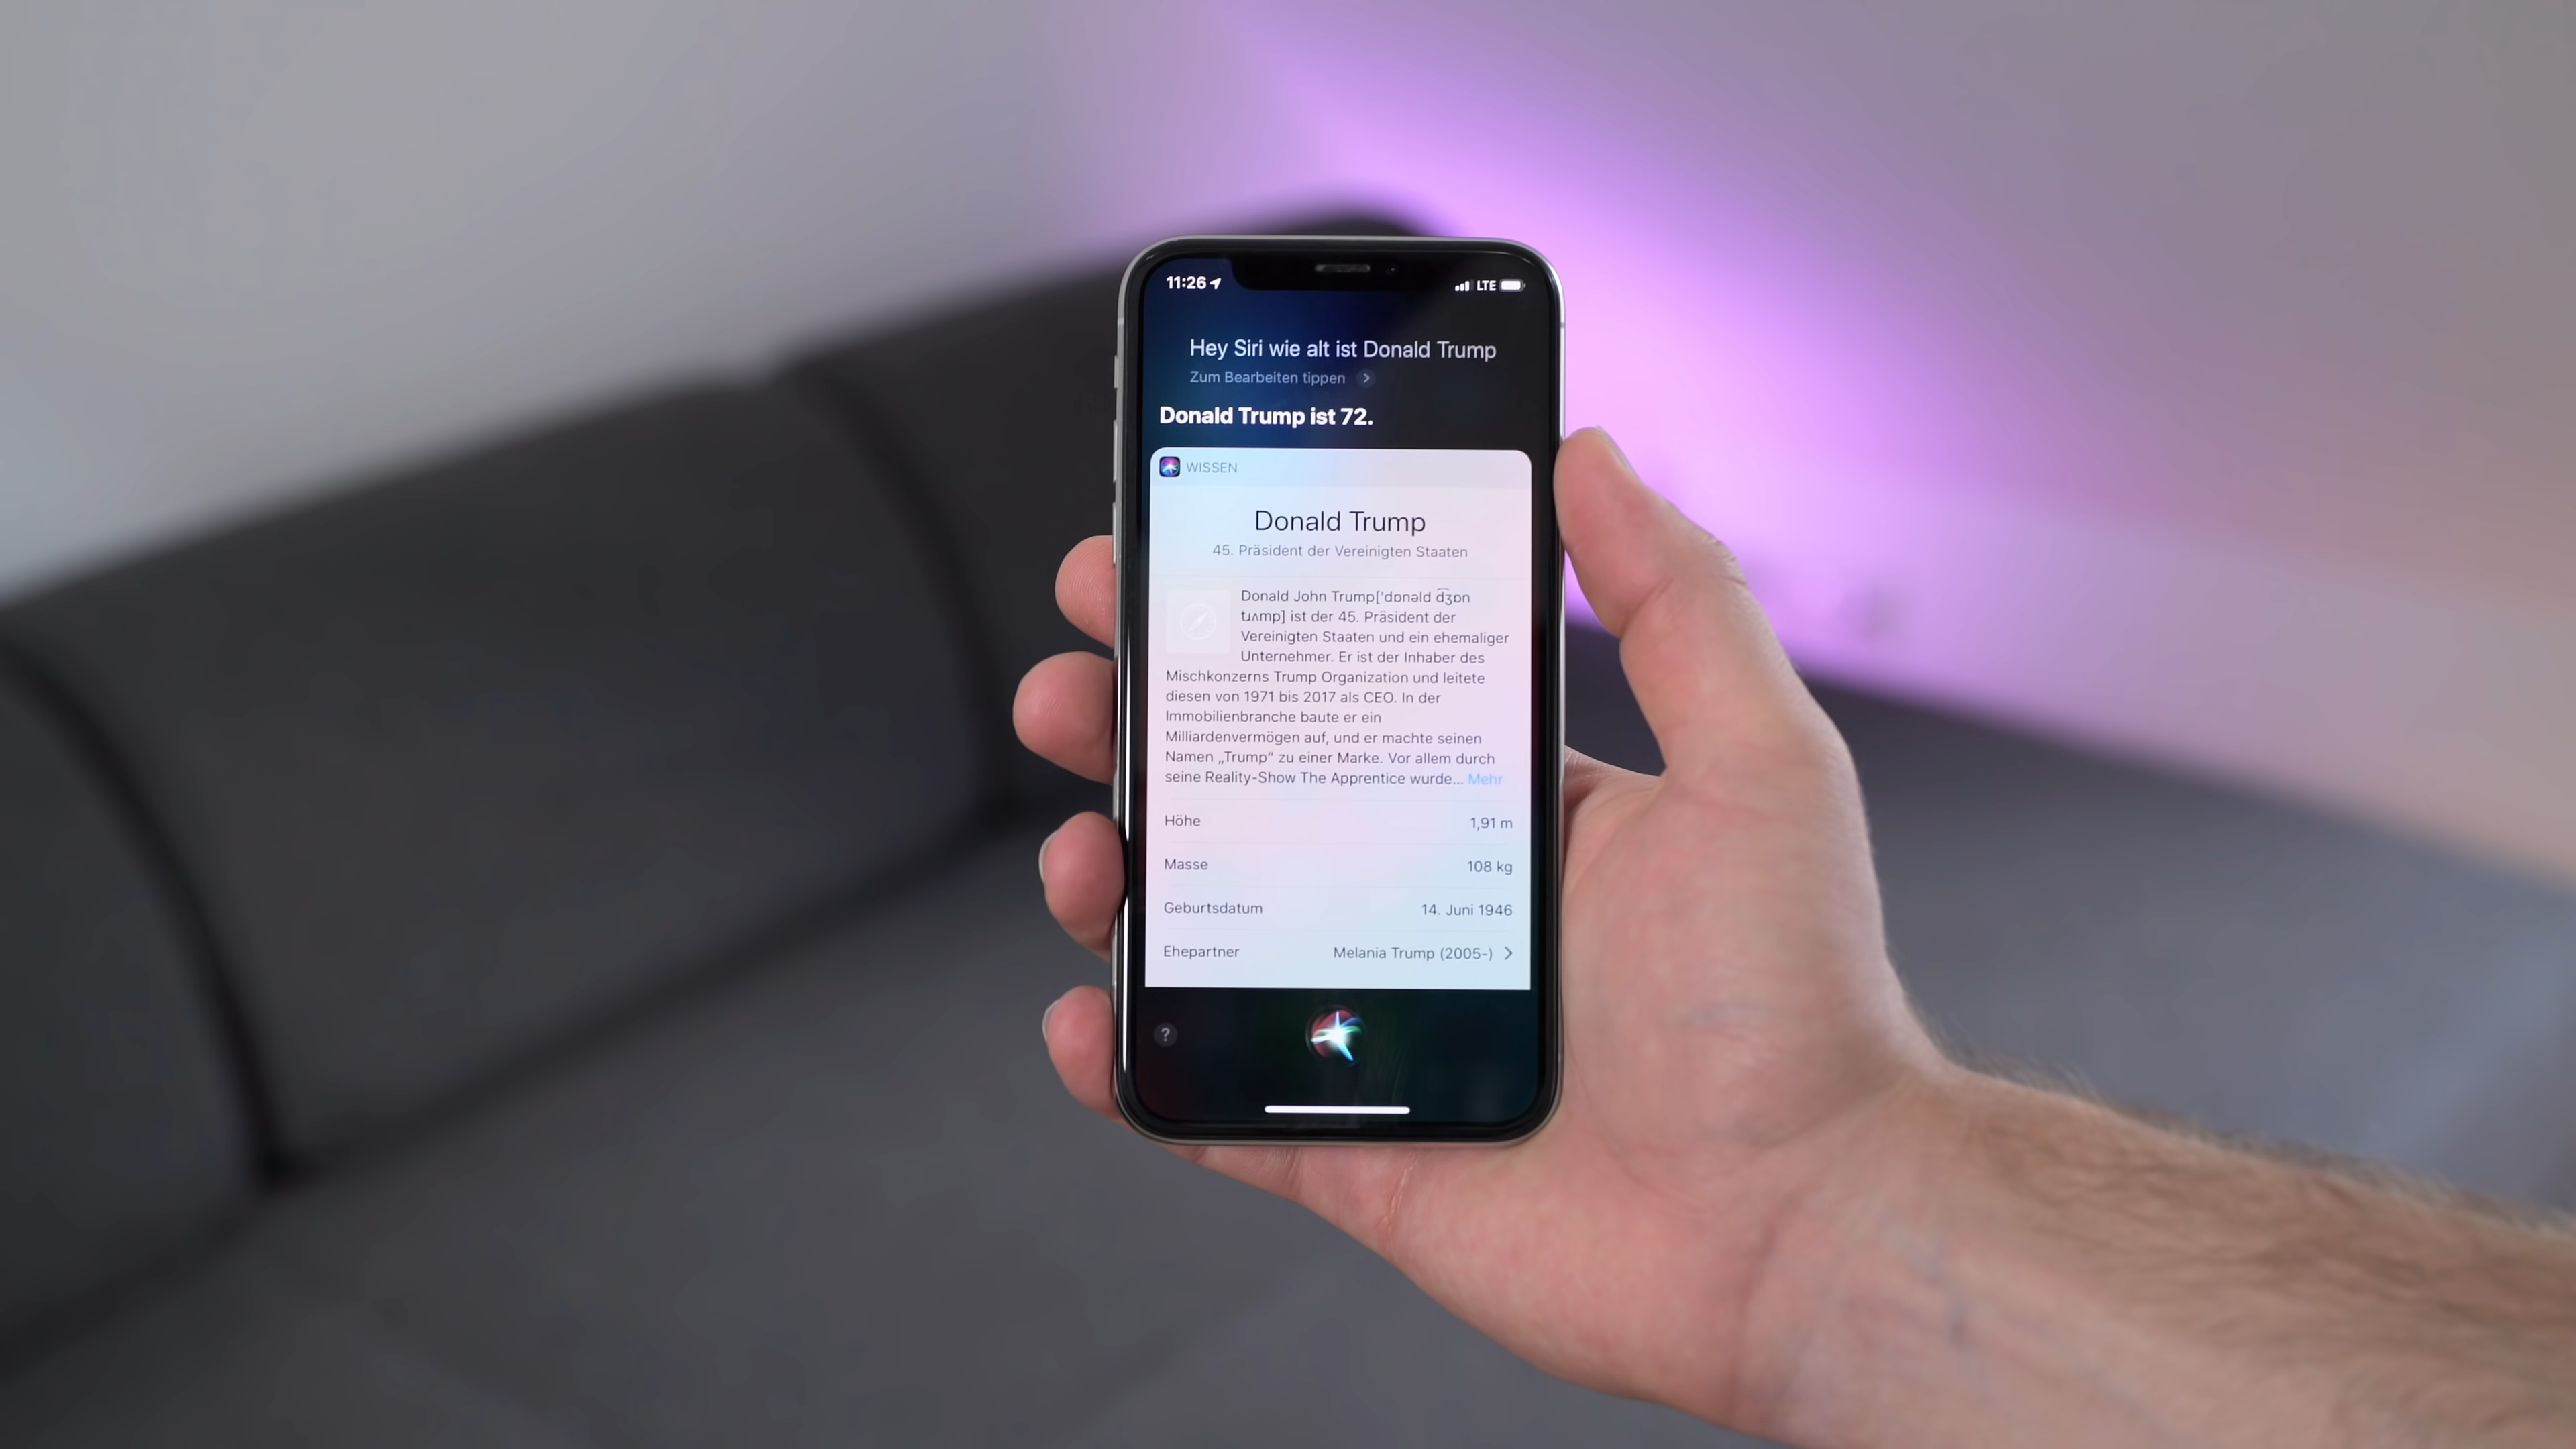 11:26
LTE
Hey Siri wie alt ist Donald Trump
Zum Bearbeiten tippen
Donald Trump ist 72.
WISSEN
Donald Trump
45. Präsident der Vereinigten Staaten
Donald John Trump['dɒnəld d͡ʒɒn
tɹʌmp] ist der 45. Präsident der
Vereinigten Staaten und ein ehemaliger
Unternehmer. Er ist der Inhaber des
Mischkonzerns Trump Organization und leitete
diesen von 1971 bis 2017 als CEO. In der
Immobilienbranche baute er ein
Milliardenvermögen auf, und er machte seinen
Namen „Trump“ zu einer Marke. Vor allem durch
seine Reality-Show The Apprentice wurde... Mehr
Höhe 1,91 m
Masse 108 kg
Geburtsdatum 14. Juni 1946
Ehepartner Melania Trump (2005-)
?